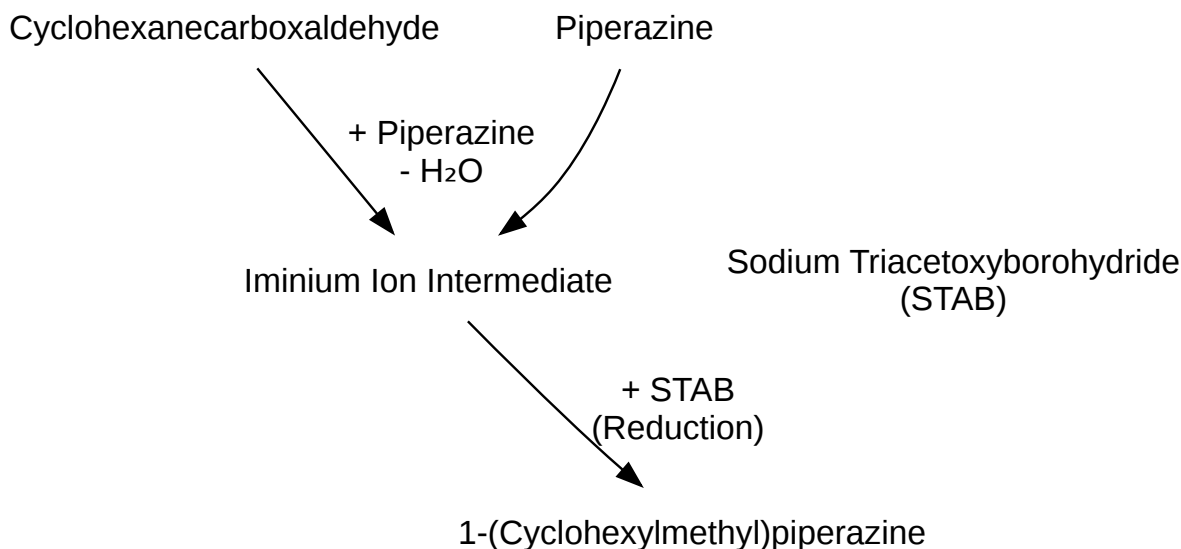 Cyclohexanecarboxaldehyde
Piperazine
+ Piperazine
- H₂O
Iminium Ion Intermediate
Sodium Triacetoxyborohydride
(STAB)
+ STAB
(Reduction)
1-(Cyclohexylmethyl)piperazine